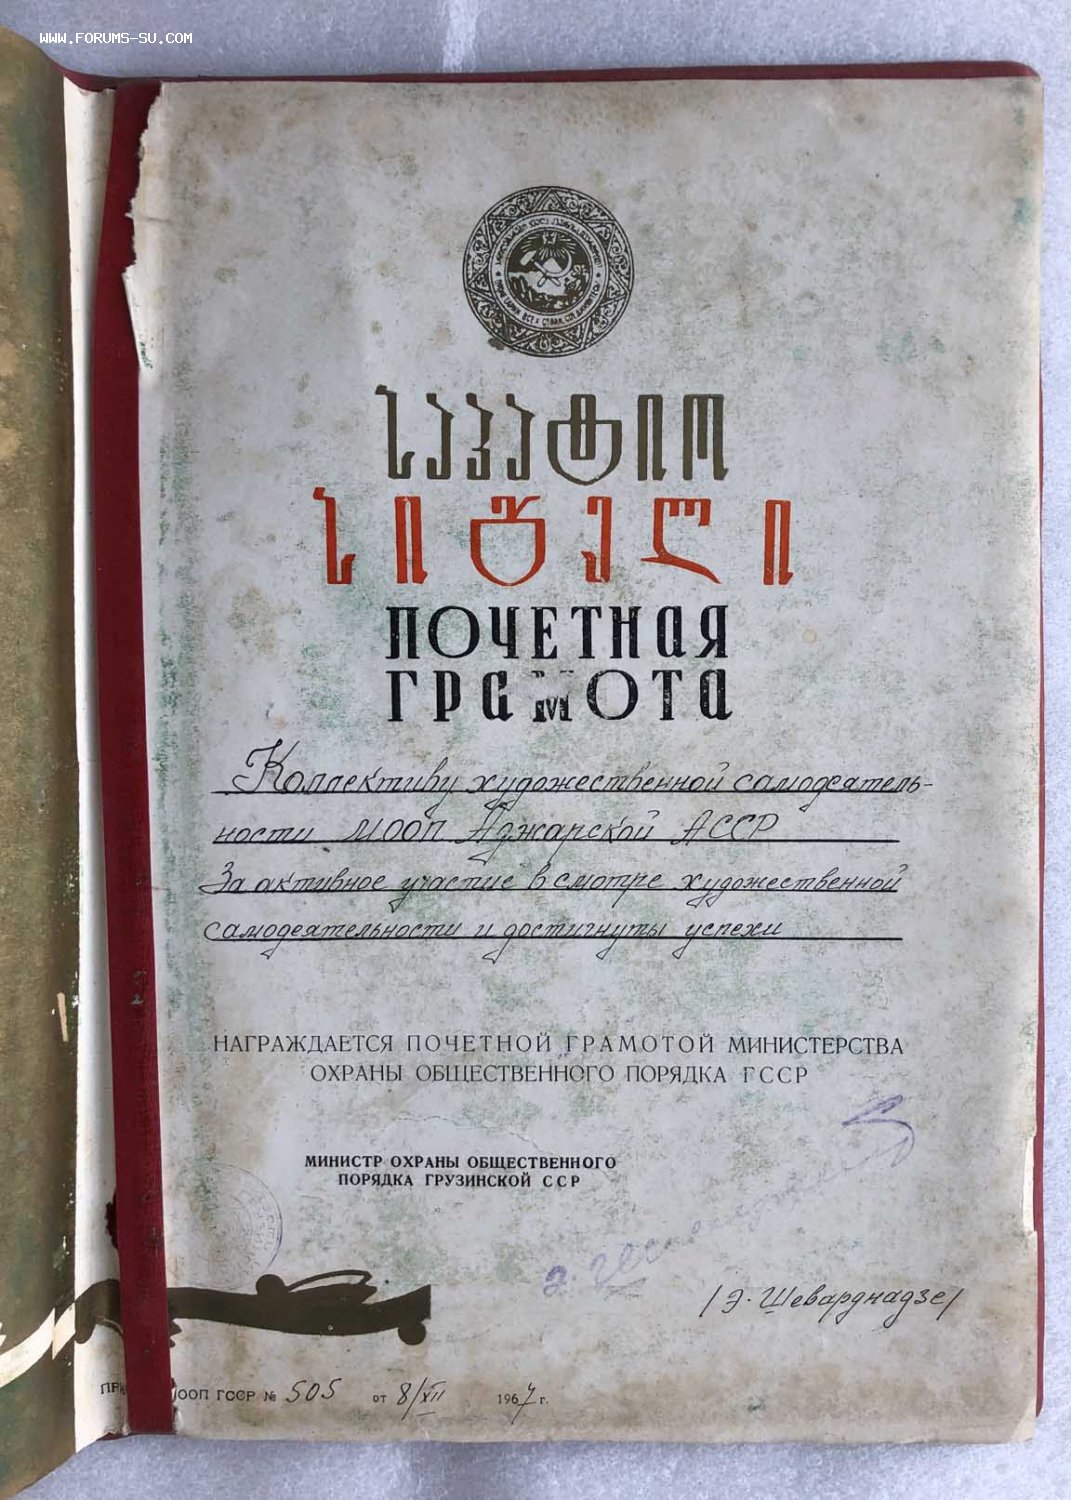 WWW.FORUMS-SU.COM
საპატიო
სიგელი
ПОЧЕТНАЯ
ГРАМОТА
Коллективу художественной самодеятель-
ности МООП Аджарской АССР
За активное участие в смотре художественной
самодеятельности и достигнуты успехи
НАГРАЖДАЕТСЯ ПОЧЕТНОЙ ГРАМОТОЙ МИНИСТЕРСТВА
ОХРАНЫ ОБЩЕСТВЕННОГО ПОРЯДКА ГССР
МИНИСТР ОХРАНЫ ОБЩЕСТВЕННОГО
ПОРЯДКА ГРУЗИНСКОЙ ССР
/Э. Шеварднадзе/
ООП ГССР № 505 от 8/XII 1967 г.